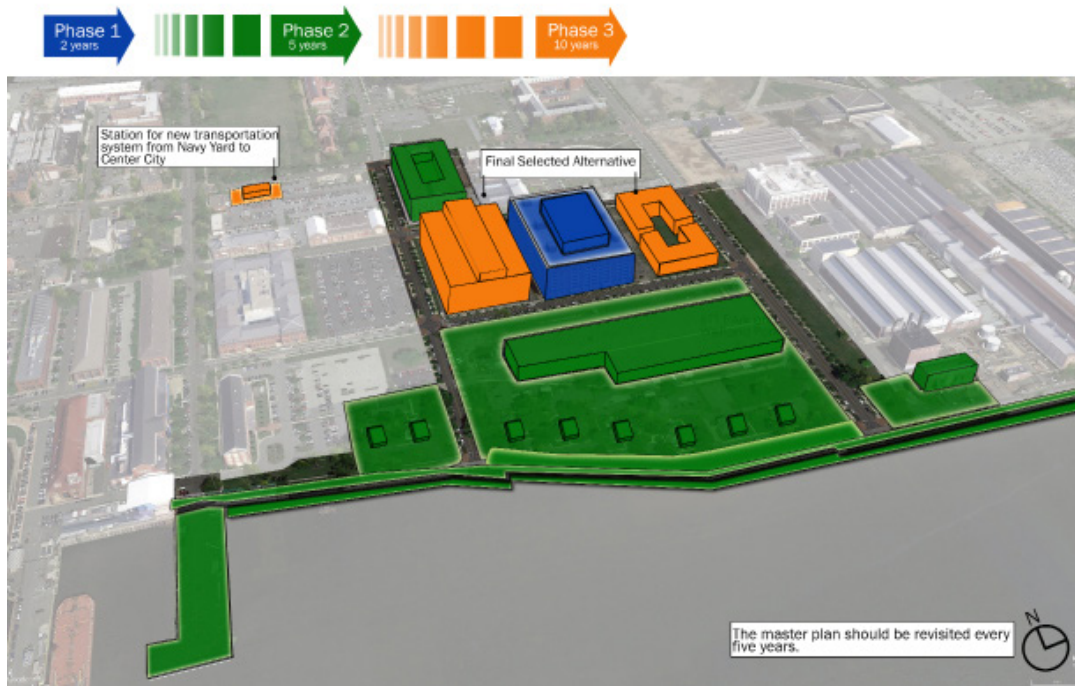 Phase 1
2 years
Phase 2
5 years
Phase 3
10 years
Station for new transportation
system from Navy Yard to
Center City
Final Selected Alternative
The master plan should be revisited every
five years.
N